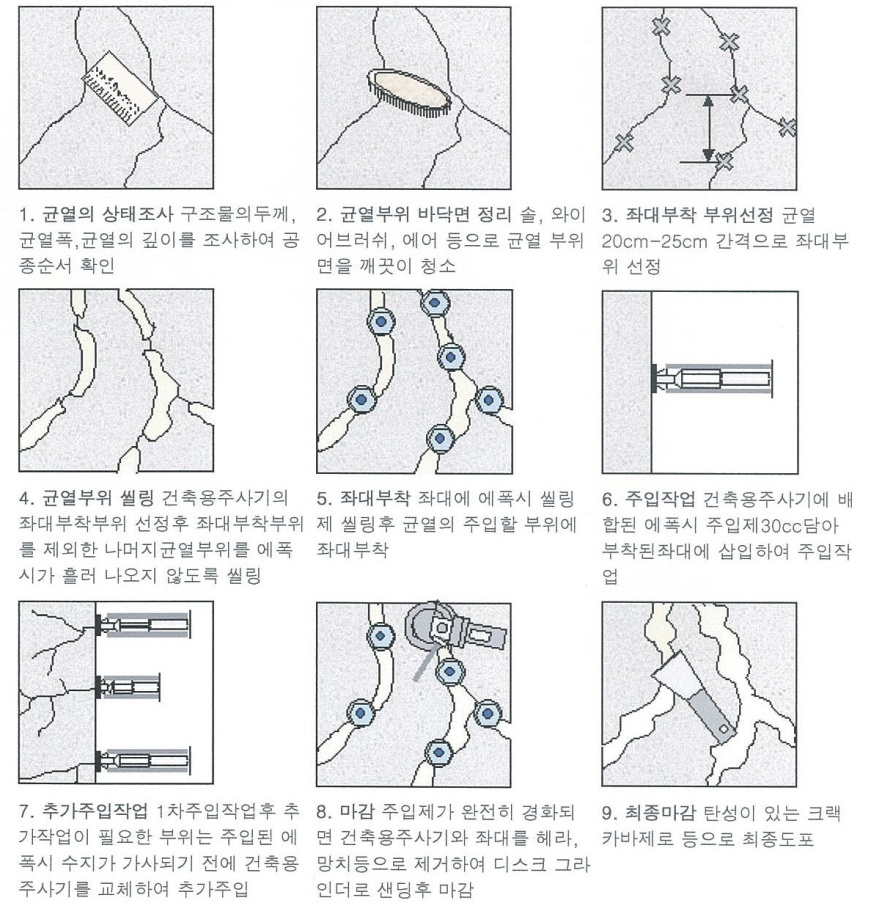 1. 균열의 상태조사 구조물의두께,
균열폭,균열의 깊이를 조사하여 공
종순서 확인
2. 균열부위 바닥면 정리 솔, 와이
어브러쉬, 에어 등으로 균열 부위
면을 깨끗이 청소
3. 좌대부착 부위선정 균열
20cm-25cm 간격으로 좌대부
위 선정
4. 균열부위 씰링 건축용주사기의
좌대부착부위 선정후 좌대부착부위
를 제외한 나머지균열부위를 에폭
시가 흘러 나오지 않도록 씰링
5. 좌대부착 좌대에 에폭시 씰링
제 씰링후 균열의 주입할 부위에
좌대부착
6. 주입작업 건축용주사기에 배
합된 에폭시 주입제30cc담아
부착된좌대에 삽입하여 주입작
업
7. 추가주입작업 1차주입작업후 추
가작업이 필요한 부위는 주입된 에
폭시 수지가 가사되기 전에 건축용
주사기를 교체하여 추가주입
8. 마감 주입제가 완전히 경화되
면 건축용주사기와 좌대를 헤라,
망치등으로 제거하여 디스크 그라
인더로 샌딩후 마감
9. 최종마감 탄성이 있는 크랙
카바제로 등으로 최종도포